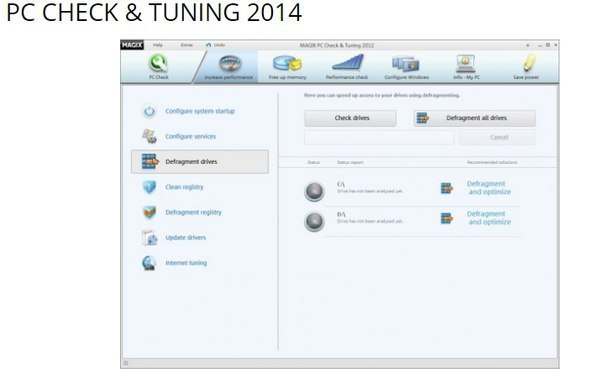 PC CHECK & TUNING 2014
MAGIX Help Extras Undo MAGIX PC Check & Tuning 2012
PC Check Increase performance Free up memory Performance check Configure Windows Info - My PC Save power
Here you can speed up access to your drives using defragmenting.
Configure system startup
Configure services
Defragment drives
Clean registry
Defragment registry
Update drivers
Internet tuning
Check drives Defragment all drives
Cancel
Status Status report Recommended solutions
C:\
Drive has not been analyzed yet.
Defragment
and optimize
D:\
Drive has not been analyzed yet.
Defragment
and optimize